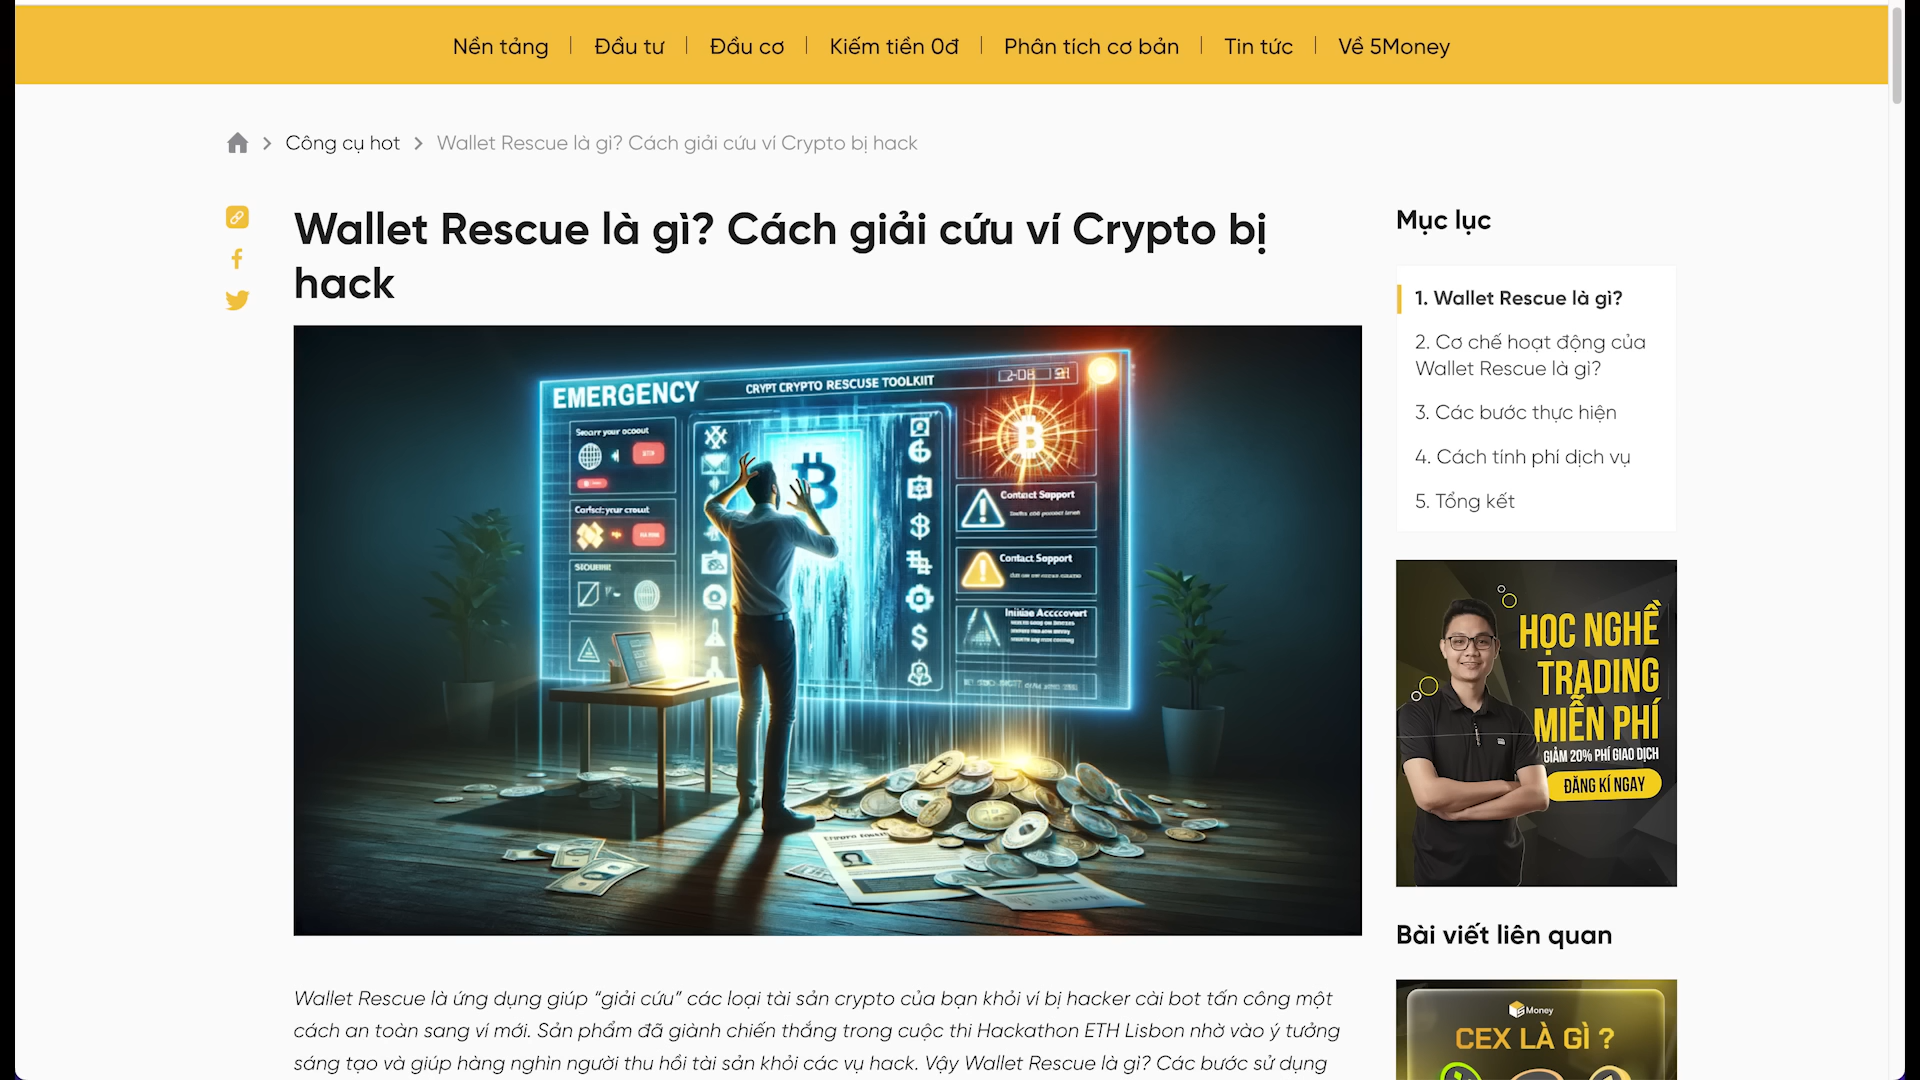 Nền tảng
Đầu tư
Đầu cơ
Kiếm tiền 0đ
Phân tích cơ bản
Tin tức
Về 5Money
Công cụ hot
Wallet Rescue là gì? Cách giải cứu ví Crypto bị hack
Wallet Rescue là gì? Cách giải cứu ví Crypto bị
hack
EMERGENCY
CRYPT CRYPTO RESCUSE TOOLKIIT
Contact Support
Contact Support
Wallet Rescue là ứng dụng giúp “giải cứu” các loại tài sản crypto của bạn khỏi ví bị hacker cài bot tấn công một
cách an toàn sang ví mới. Sản phẩm đã giành chiến thắng trong cuộc thi Hackathon ETH Lisbon nhờ vào ý tưởng
sáng tạo và giúp hàng nghìn người thu hồi tài sản khỏi các vụ hack. Vậy Wallet Rescue là gì? Các bước sử dụng
Mục lục
1. Wallet Rescue là gì?
2. Cơ chế hoạt động của
Wallet Rescue là gì?
3. Các bước thực hiện
4. Cách tính phí dịch vụ
5. Tổng kết
HỌC NGHỀ
TRADING
MIỄN PHÍ
GIẢM 20% PHÍ GIAO DỊCH
ĐĂNG KÍ NGAY
Bài viết liên quan
Money
CEX LÀ GÌ ?